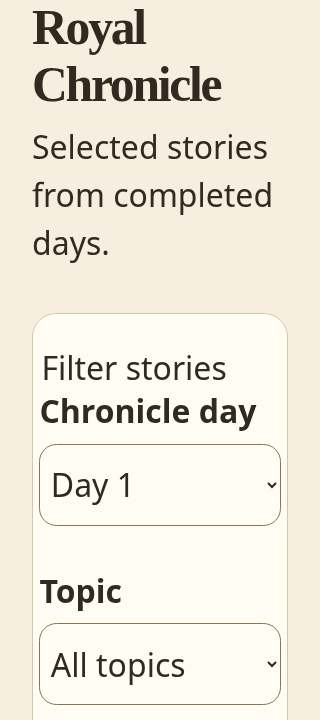 Royal
Chronicle
Selected stories
from completed
days.
Filter stories
Chronicle day
Day 1
Topic
All topics